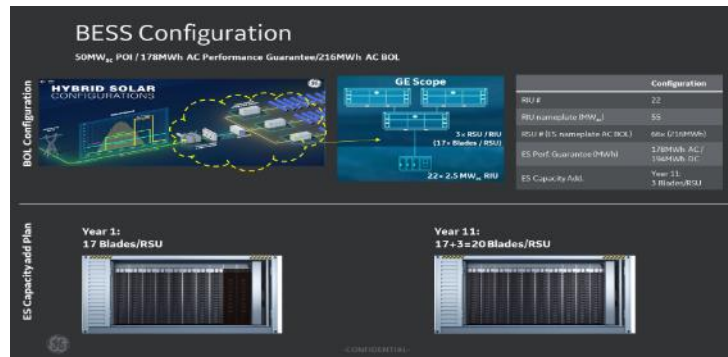 BESS Configuration
50MWac POI / 178MWh AC Performance Guarantee/216MWh AC BOL
BOL Configuration
HYBRID SOLAR
CONFIGURATIONS
GE Scope
3× RSU / RIU
(17× Blades / RSU)
22× 2.5 MWac RIU
Configuration
RIU # 22
RIU nameplate (MWac) 55
RSU # (ES nameplate AC BOL) 66x (216MWh)
ES Perf. Guarantee (MWh) 178MWh AC /
194MWh DC
ES Capacity Add. Year 11:
3 Blades/RSU
ES Capacity add Plan
Year 1:
17 Blades/RSU
Year 11:
17+3=20 Blades/RSU
-CONFIDENTIAL-